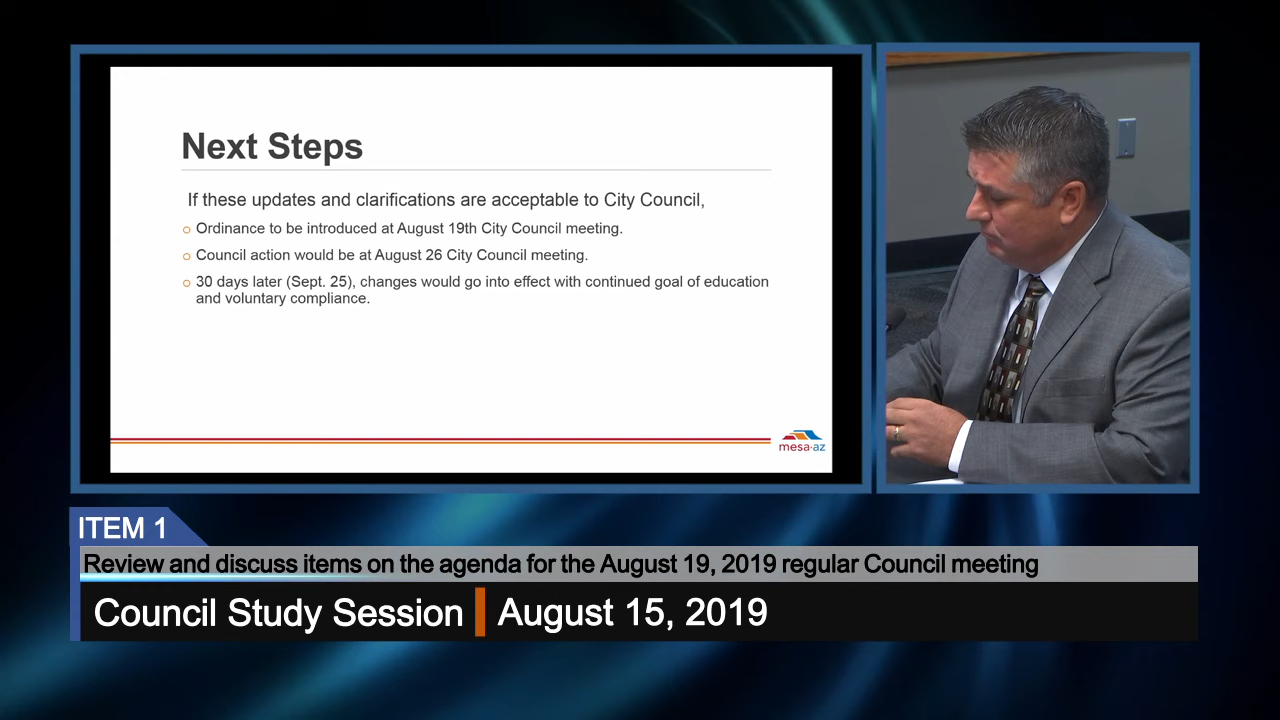 Next Steps
If these updates and clarifications are acceptable to City Council,
Ordinance to be introduced at August 19th City Council meeting.
Council action would be at August 26 City Council meeting.
30 days later (Sept. 25), changes would go into effect with continued goal of education
and voluntary compliance.
mesa·az
ITEM 1
Review and discuss items on the agenda for the August 19, 2019 regular Council meeting
Council Study Session August 15, 2019